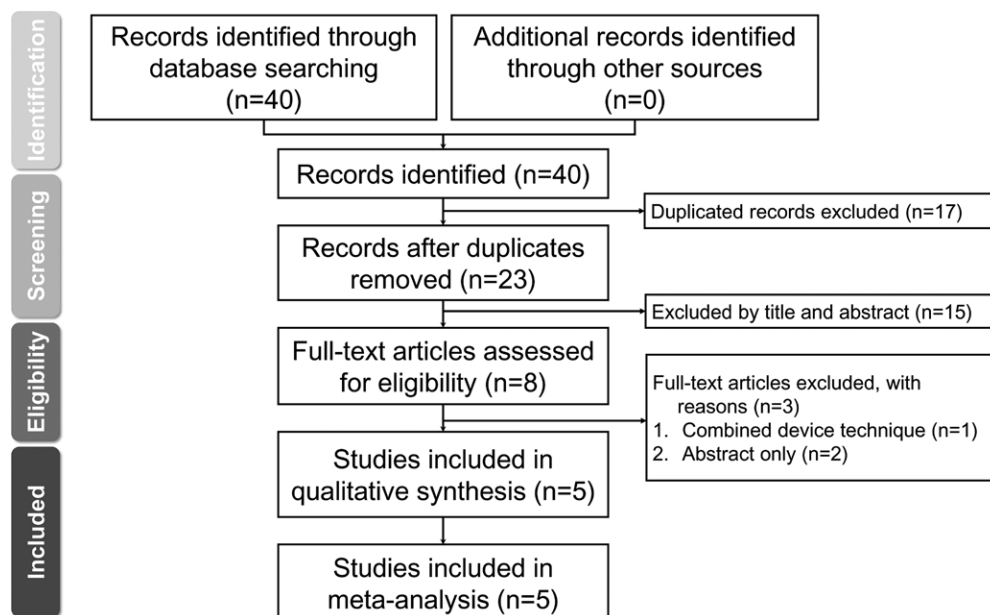 Identification
Records identified through
database searching
(n=40)
Additional records identified
through other sources
(n=0)
Records identified (n=40)
Screening
Duplicated records excluded (n=17)
Records after duplicates
removed (n=23)
Excluded by title and abstract (n=15)
Eligibility
Full-text articles assessed
for eligibility (n=8)
Full-text articles excluded, with
reasons (n=3)
1. Combined device technique (n=1)
2. Abstract only (n=2)
Included
Studies included in
qualitative synthesis (n=5)
Studies included in
meta-analysis (n=5)